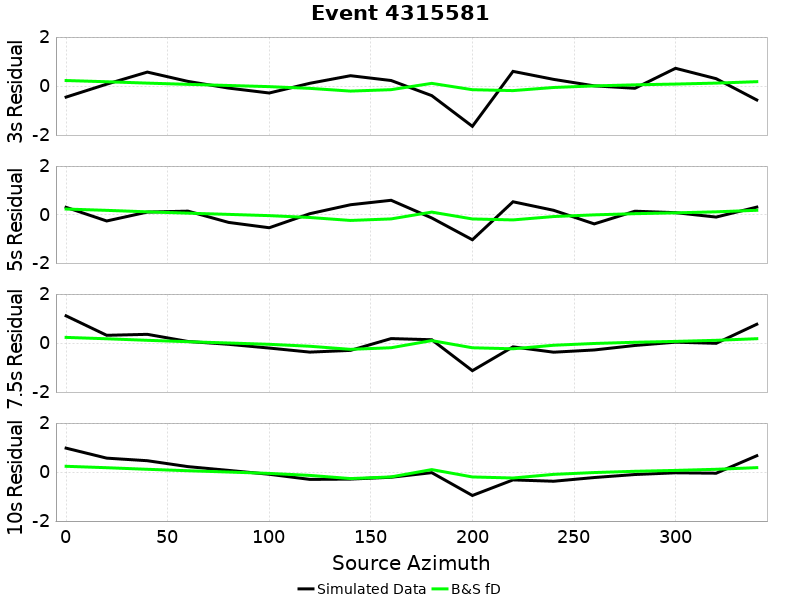 Event 4315581
3s Residual
2
0
-2
5s Residual
2
0
-2
7.5s Residual
2
0
-2
10s Residual
2
0
-2
0 50 100 150 200 250 300
Source Azimuth
Simulated Data B&S fD